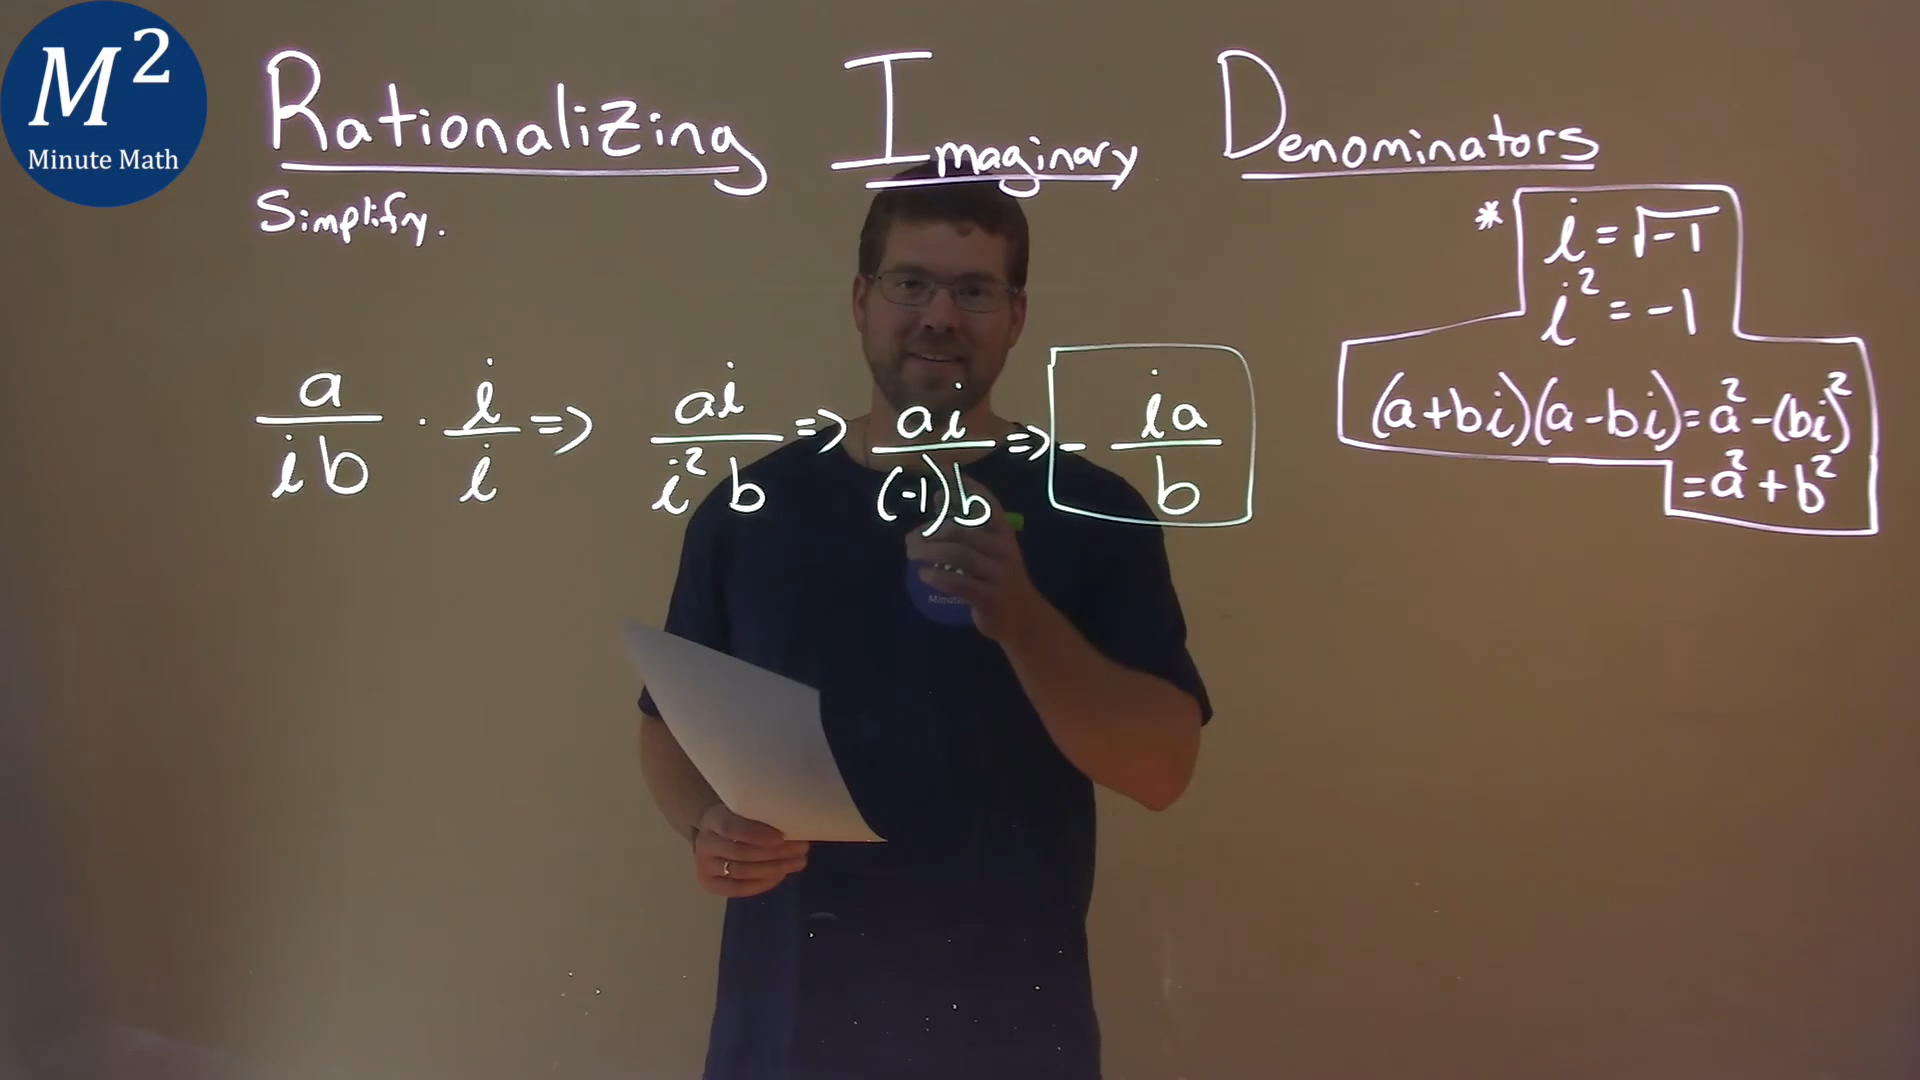 M²
Minute Math
Rationalizing Imaginary Denominators
Simplify.
* i = √-1
i² = -1
(a+bi)(a-bi) = a² - (bi)²
= a² + b²
a/ib · i/i => ai/i²b => ai/(-1)b => - ia/b
Minute